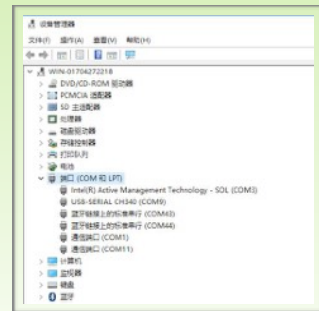 设备管理器
文件(F) 操作(A) 查看(V) 帮助(H)
WIN-01704272218
DVD/CD-ROM 驱动器
PCMCIA 适配器
SD 主适配器
处理器
磁盘驱动器
存储控制器
打印队列
电池
端口 (COM 和 LPT)
Intel(R) Active Management Technology - SOL (COM3)
USB-SERIAL CH340 (COM9)
蓝牙链接上的标准串行 (COM43)
蓝牙链接上的标准串行 (COM44)
通信端口 (COM1)
通信端口 (COM11)
计算机
监视器
键盘
蓝牙